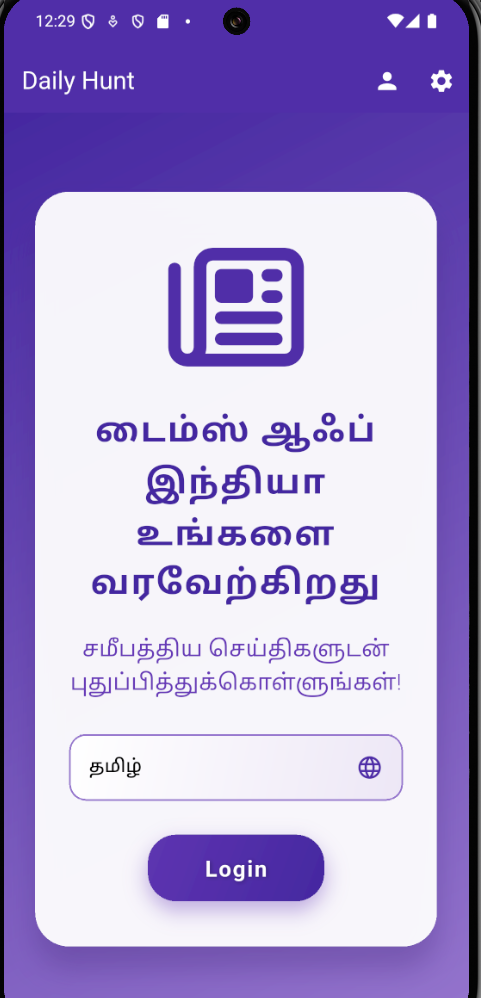 12:29
Daily Hunt
டைம்ஸ் ஆஃப்
இந்தியா
உங்களை
வரவேற்கிறது
சமீபத்திய செய்திகளுடன்
புதுப்பித்துக்கொள்ளுங்கள்!
தமிழ்
Login